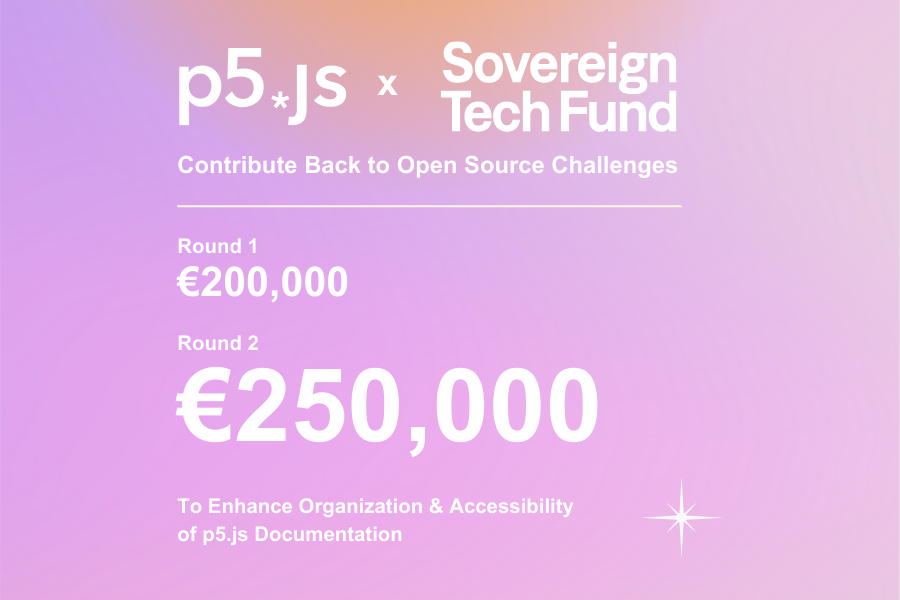 p5*Js x Sovereign
Tech Fund
Contribute Back to Open Source Challenges
Round 1
€200,000
Round 2
€250,000
To Enhance Organization & Accessibility
of p5.js Documentation